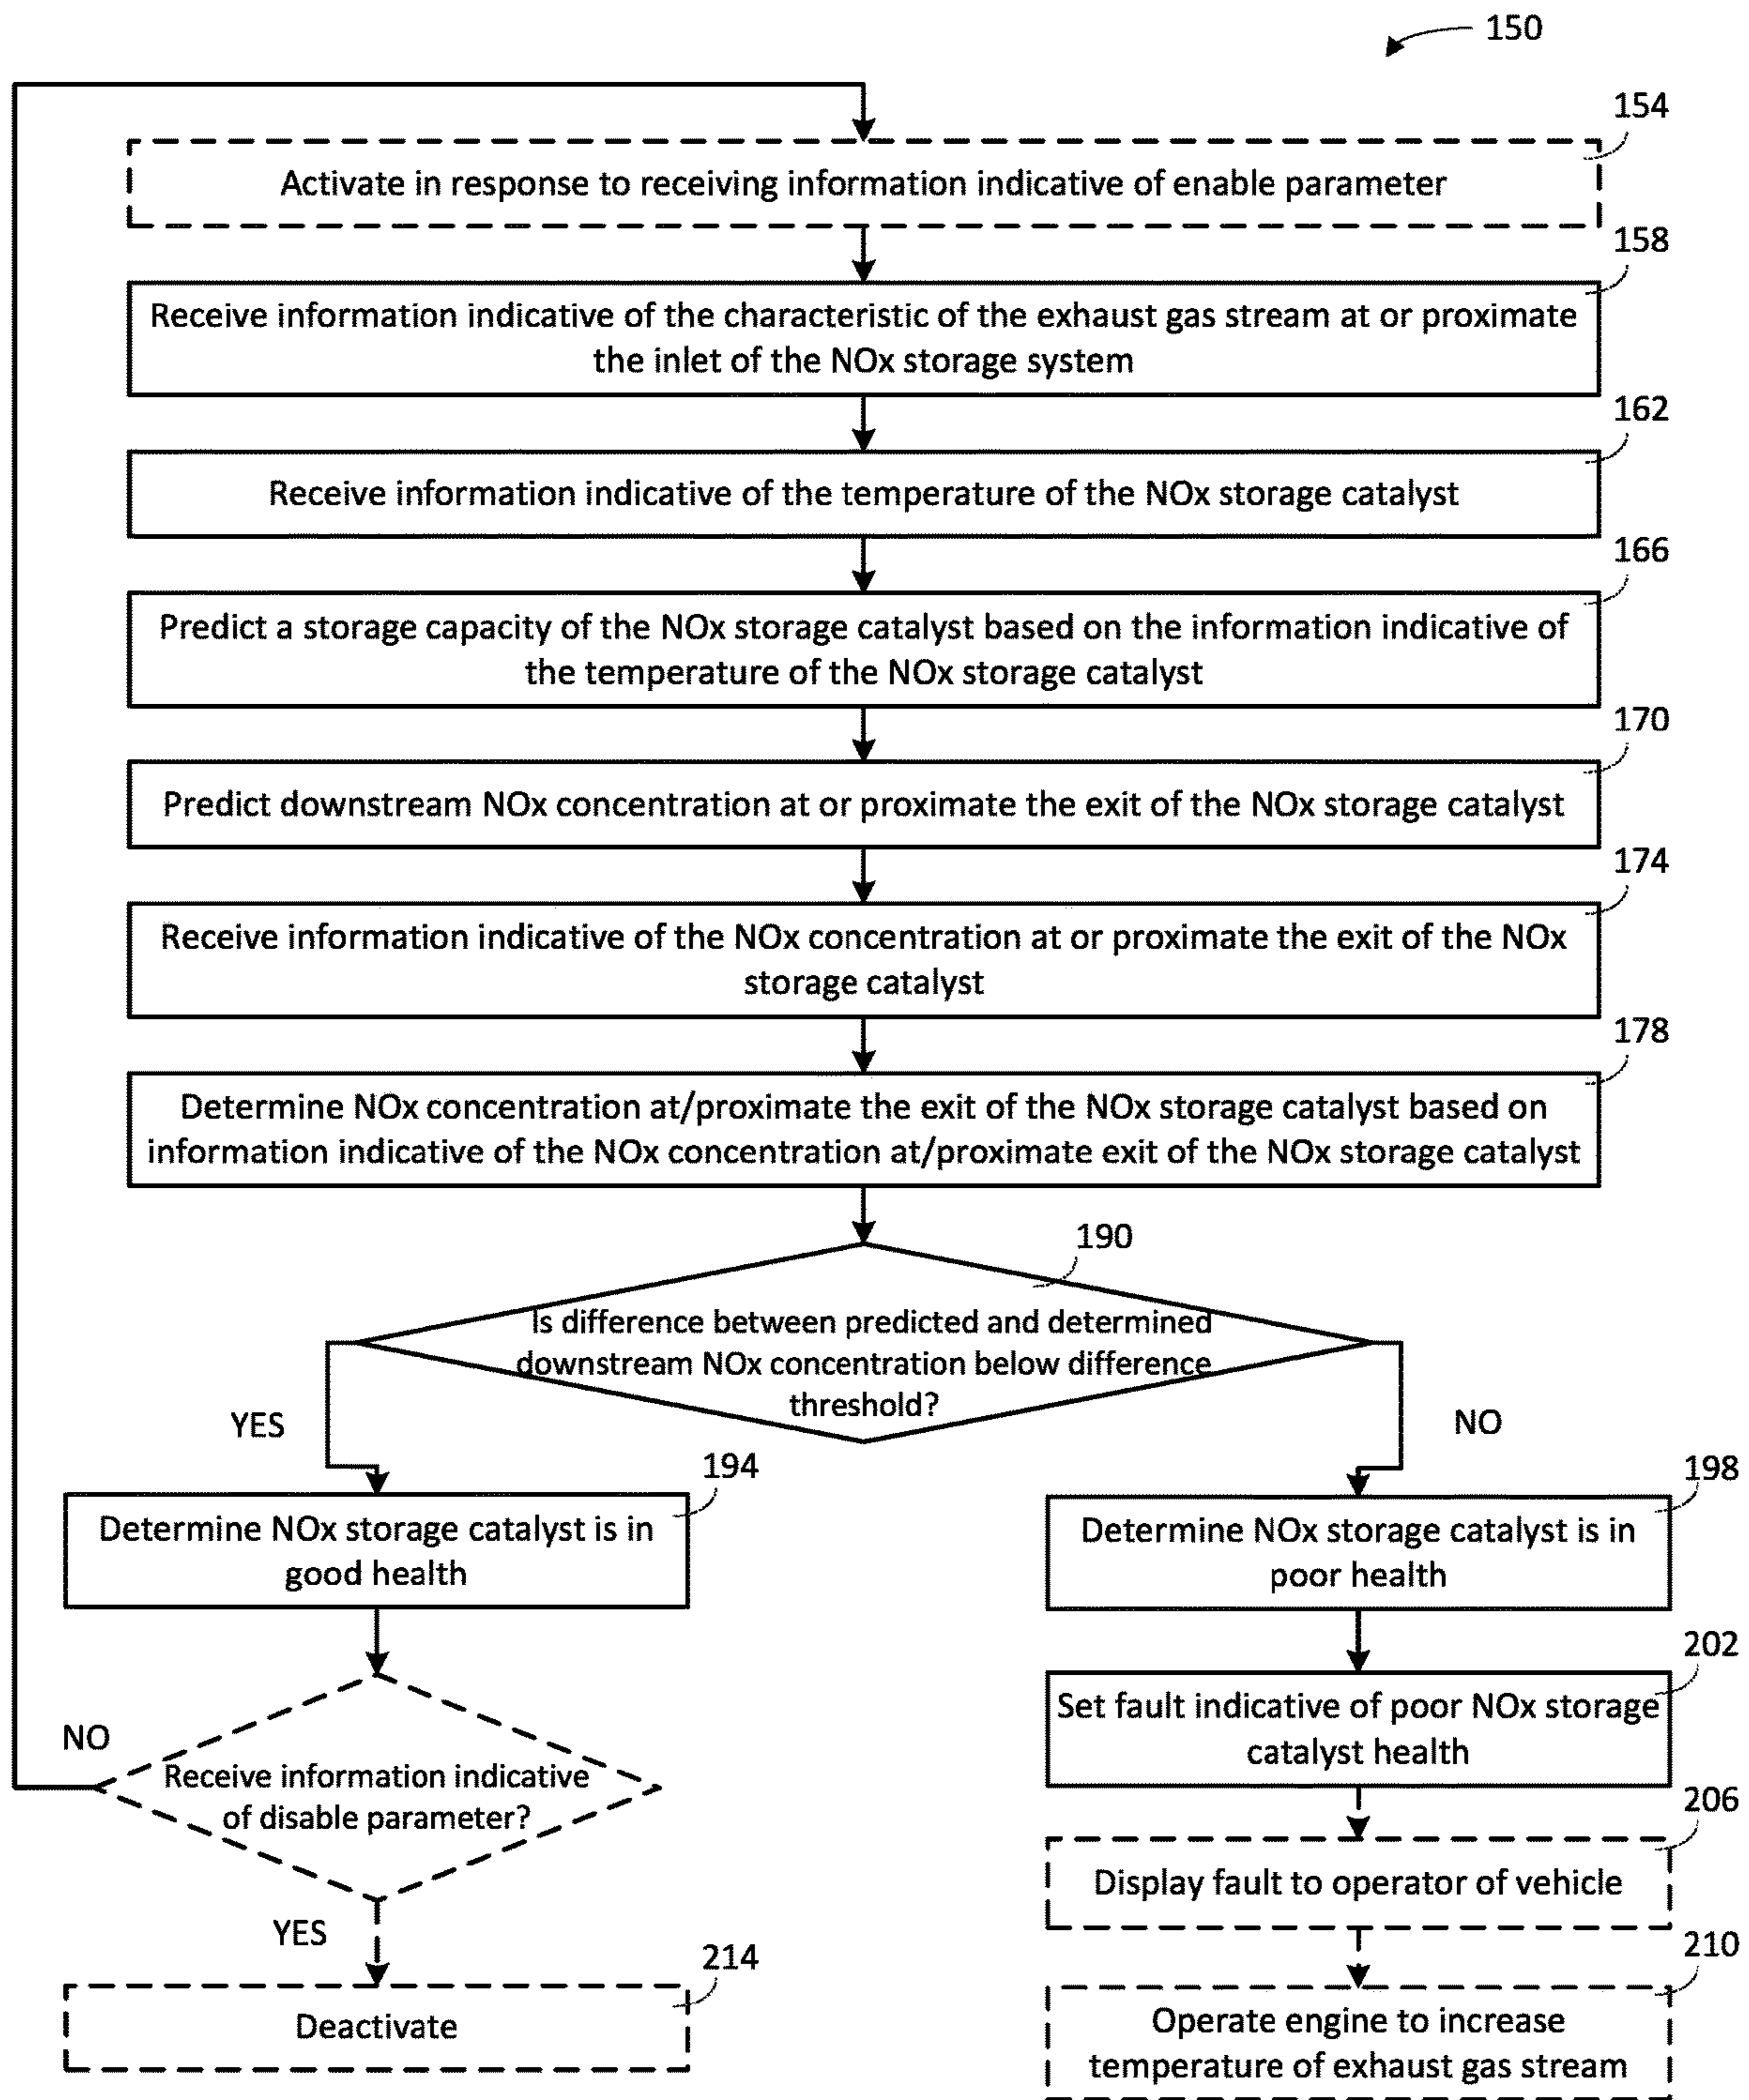 150
154
Activate in response to receiving information indicative of enable parameter
158
Receive information indicative of the characteristic of the exhaust gas stream at or proximate
the inlet of the NOx storage system
162
Receive information indicative of the temperature of the NOx storage catalyst
166
Predict a storage capacity of the NOx storage catalyst based on the information indicative of
the temperature of the NOx storage catalyst
170
Predict downstream NOx concentration at or proximate the exit of the NOx storage catalyst
174
Receive information indicative of the NOx concentration at or proximate the exit of the NOx
storage catalyst
178
Determine NOx concentration at/proximate the exit of the NOx storage catalyst based on
information indicative of the NOx concentration at/proximate exit of the NOx storage catalyst
190
Is difference between predicted and determined
downstream NOx concentration below difference
threshold?
YES
NO
194
Determine NOx storage catalyst is in
good health
198
Determine NOx storage catalyst is in
poor health
202
Set fault indicative of poor NOx storage
catalyst health
NO
Receive information indicative
of disable parameter?
206
Display fault to operator of vehicle
YES
214
Deactivate
210
Operate engine to increase
temperature of exhaust gas stream